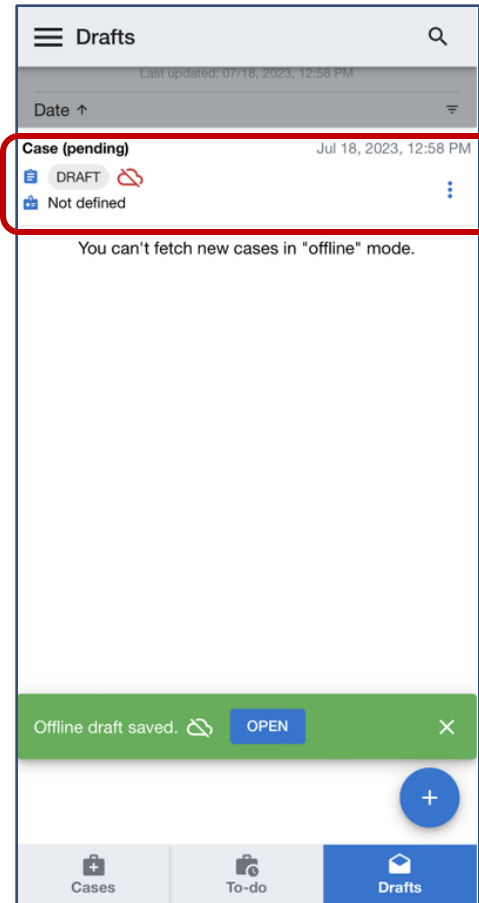 Drafts
Last updated: 07/18, 2023, 12:58 PM
Date ↑
Case (pending) Jul 18, 2023, 12:58 PM
DRAFT
Not defined
You can't fetch new cases in "offline" mode.
Offline draft saved. OPEN
Cases To-do Drafts